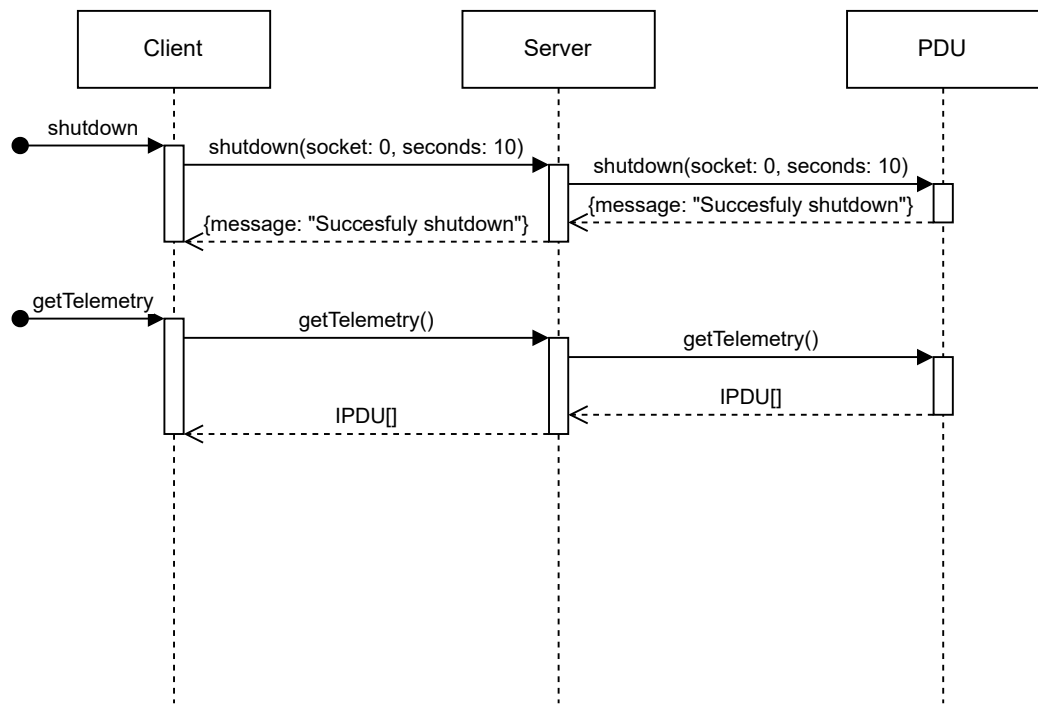 Client
Server
PDU
shutdown
shutdown(socket: 0, seconds: 10)
shutdown(socket: 0, seconds: 10)
{message: "Succesfuly shutdown"}
{message: "Succesfuly shutdown"}
getTelemetry
getTelemetry()
getTelemetry()
IPDU[]
IPDU[]